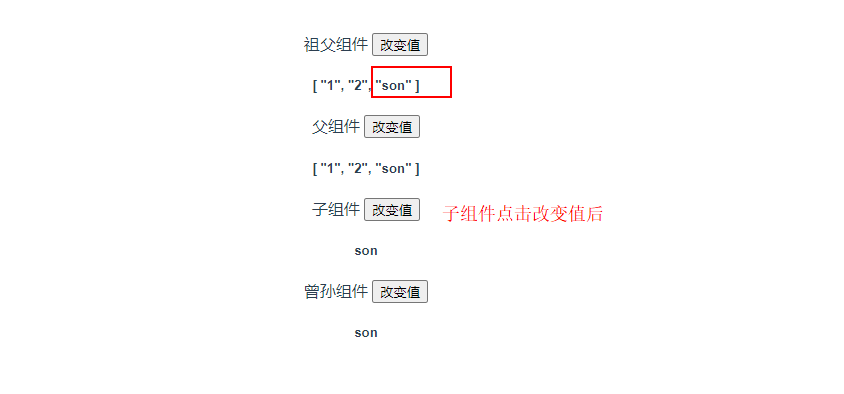 祖父组件 改变值
[ "1", "2", "son" ]
父组件 改变值
[ "1", "2", "son" ]
子组件 改变值 子组件点击改变值后
son
曾孙组件 改变值
son